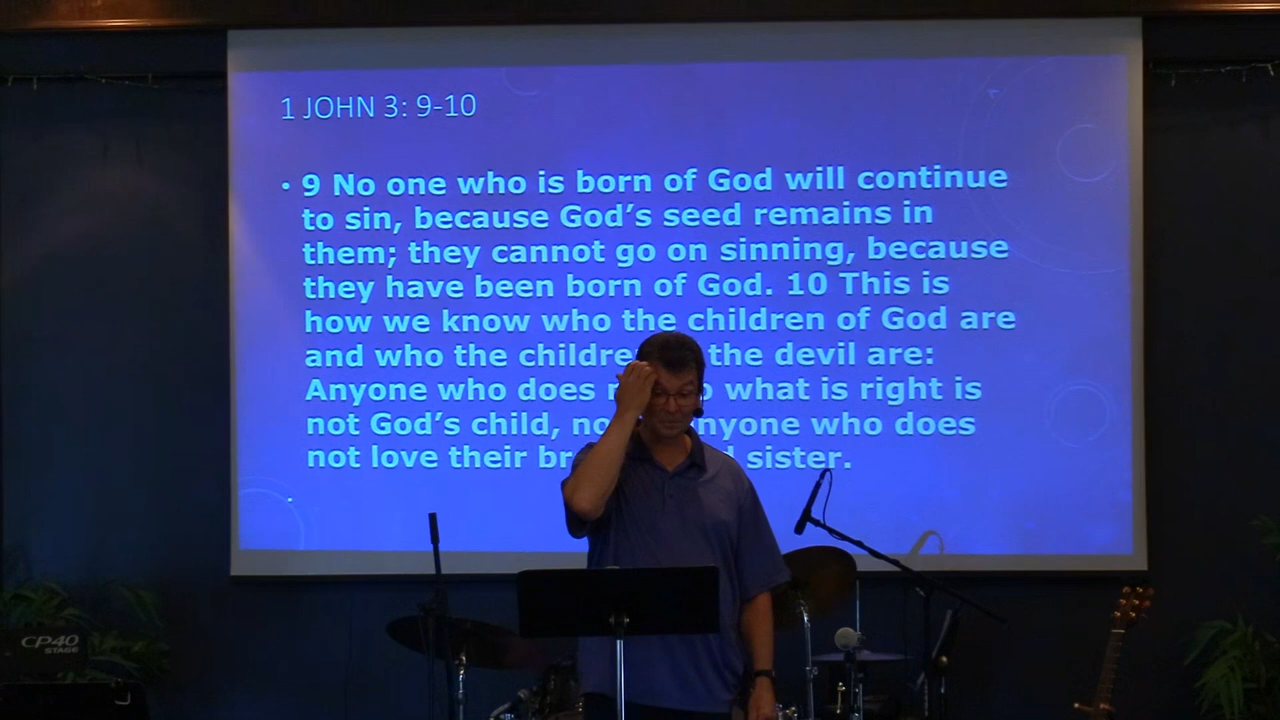 1 JOHN 3: 9-10
• 9 No one who is born of God will continue
to sin, because God's seed remains in
them; they cannot go on sinning, because
they have been born of God. 10 This is
how we know who the children of God are
and who the the devil are:
Anyone who does what is right is
not God's child, who does
not love their sister.
CP40
STAGE